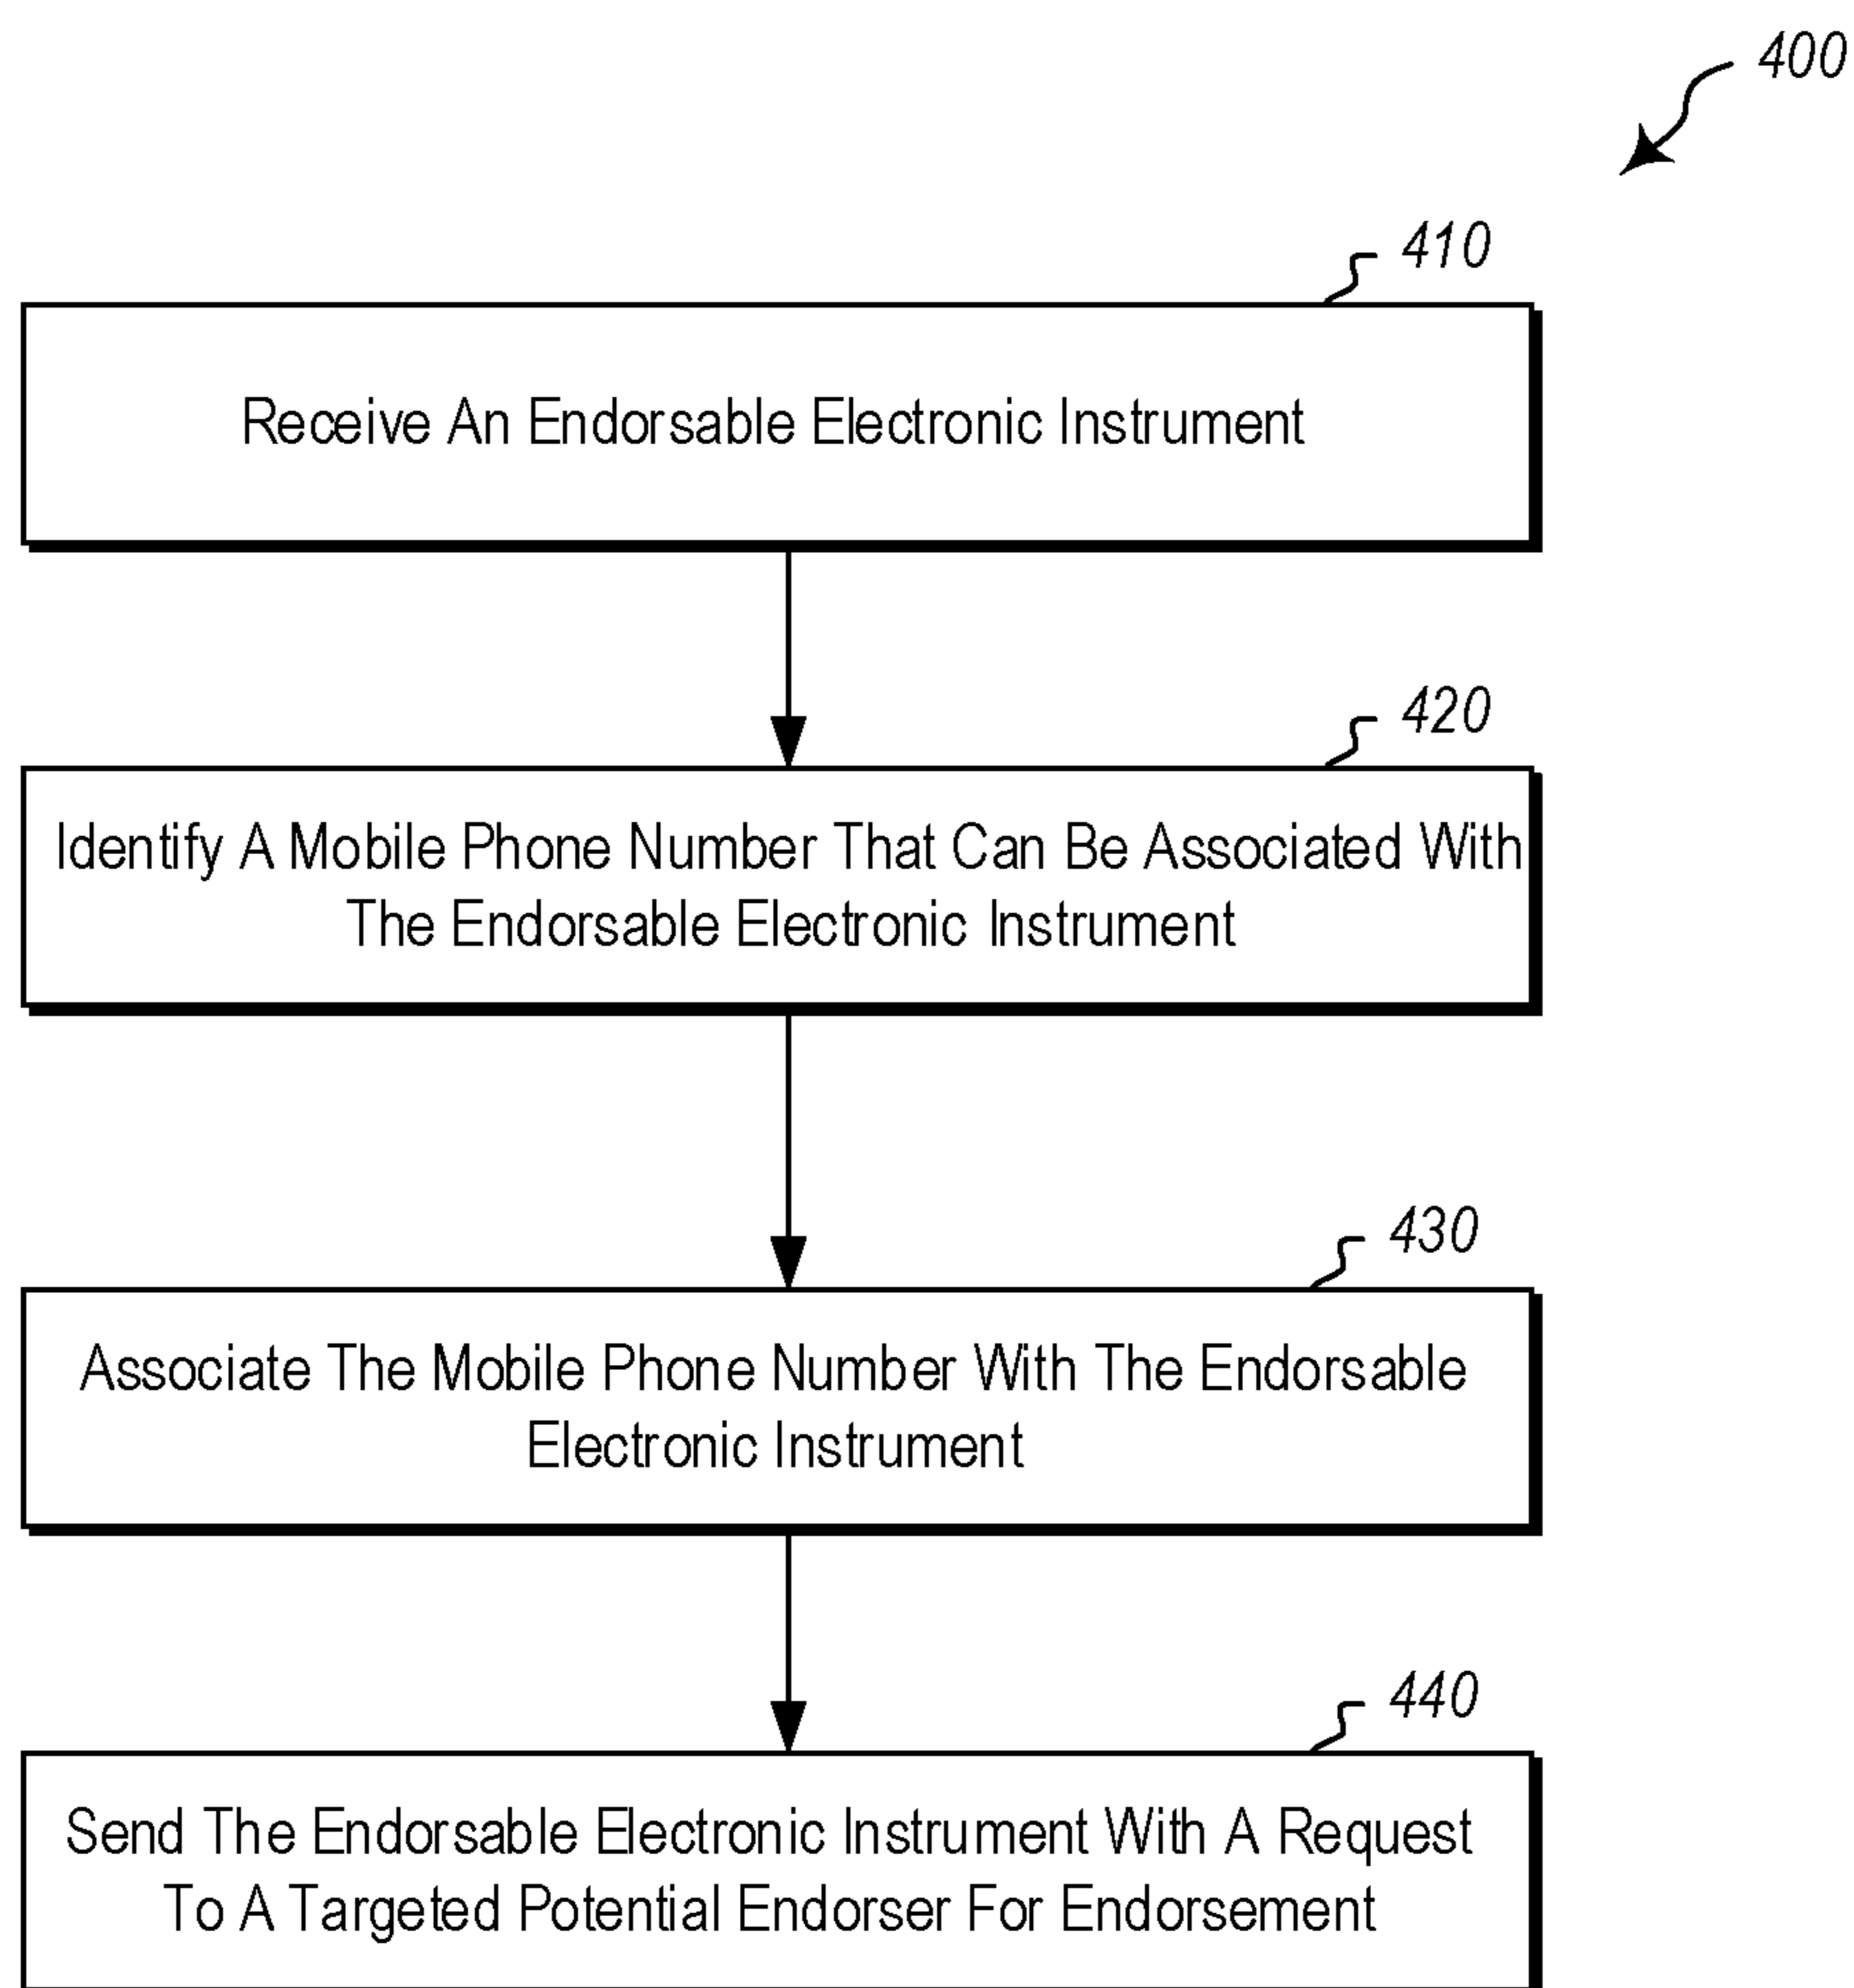 400
410
Receive An Endorsable Electronic Instrument
420
Identify A Mobile Phone Number That Can Be Associated With
The Endorsable Electronic Instrument
430
Associate The Mobile Phone Number With The Endorsable
Electronic Instrument
440
Send The Endorsable Electronic Instrument With A Request
To A Targeted Potential Endorser For Endorsement